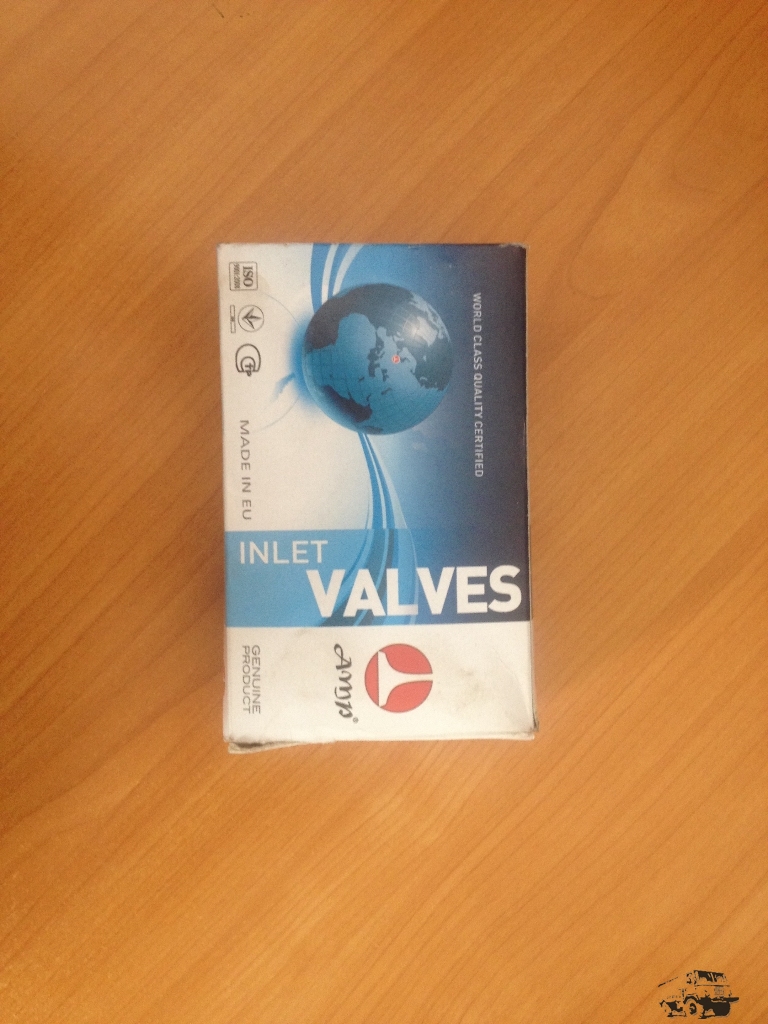 ISO
WORLD CLASS QUALITY CERTIFIED
MADE IN EU
INLET
VALVES
GENUINE
PRODUCT
AMP®